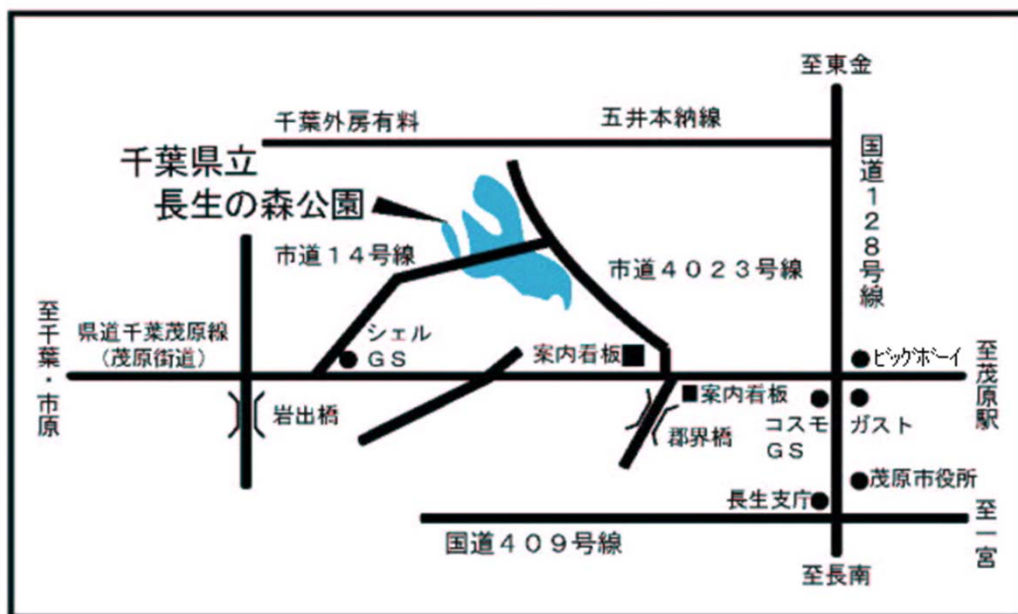 至東金
千葉外房有料
五井本納線
千葉県立
長生の森公園
国道１２８号線
市道１４号線
市道４０２３号線
至千葉・市原
県道千葉茂原線
（茂原街道）
シェル
ＧＳ
案内看板
ビッグボーイ
至茂原駅
岩出橋
案内看板
郡界橋
コスモ
ＧＳ
ガスト
茂原市役所
長生支庁
国道４０９号線
至一宮
至長南